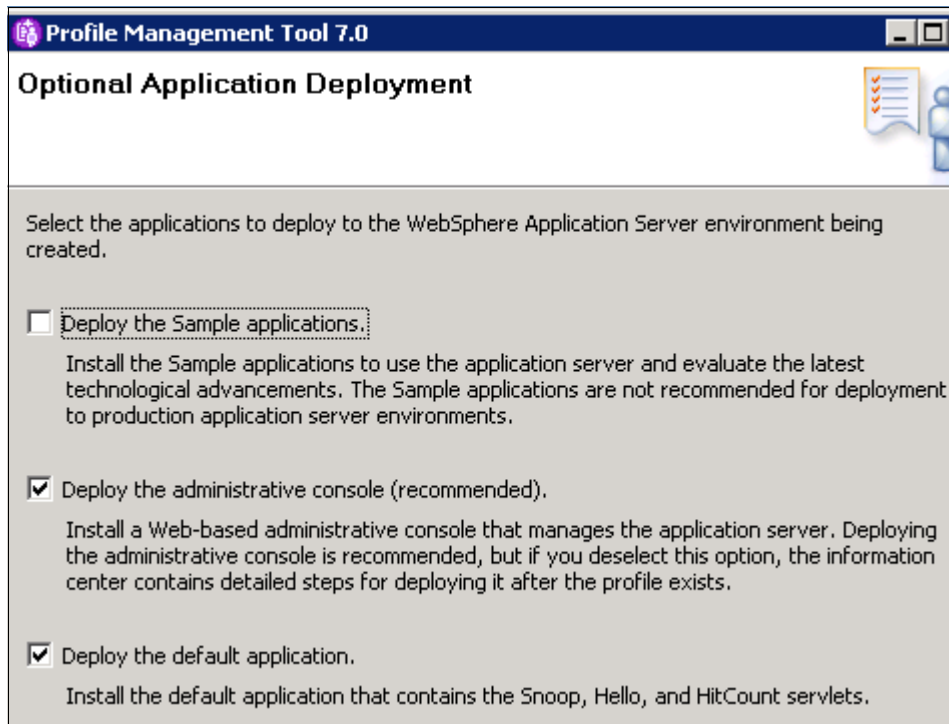 Profile Management Tool 7.0
Optional Application Deployment
Select the applications to deploy to the WebSphere Application Server environment being
created.
Deploy the Sample applications.
Install the Sample applications to use the application server and evaluate the latest
technological advancements. The Sample applications are not recommended for deployment
to production application server environments.
Deploy the administrative console (recommended).
Install a Web-based administrative console that manages the application server. Deploying
the administrative console is recommended, but if you deselect this option, the information
center contains detailed steps for deploying it after the profile exists.
Deploy the default application.
Install the default application that contains the Snoop, Hello, and HitCount servlets.